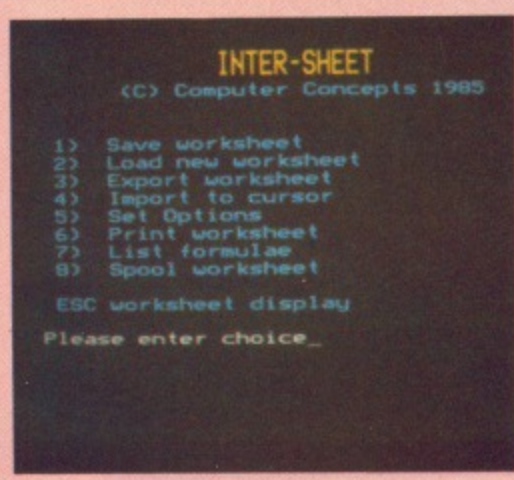 INTER-SHEET
(C) Computer Concepts 1985
1) Save worksheet
2) Load new worksheet
3) Export worksheet
4) Import to cursor
5) Set Options
6) Print worksheet
7) List formulae
8) Spool worksheet
ESC worksheet display
Please enter choice_